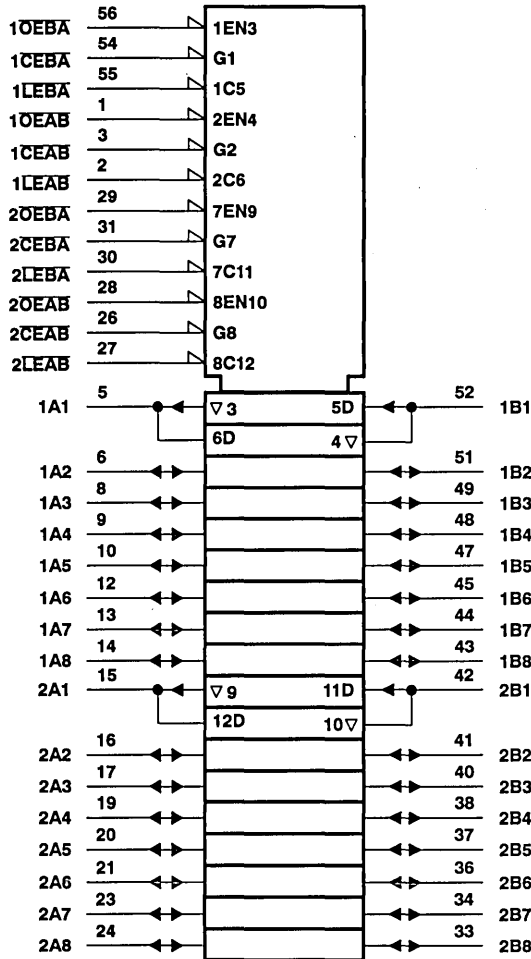 1OEBA 56 1EN3
1CEBA 54 G1
1LEBA 55 1C5
1OEAB 1 2EN4
1CEAB 3 G2
1LEAB 2 2C6
2OEBA 29 7EN9
2CEBA 31 G7
2LEBA 30 7C11
2OEAB 28 8EN10
2CEAB 26 G8
2LEAB 27 8C12
1A1 5 ▽ 3 5D 52 1B1
6D 4 ▽
1A2 6 51 1B2
1A3 8 49 1B3
1A4 9 48 1B4
1A5 10 47 1B5
1A6 12 45 1B6
1A7 13 44 1B7
1A8 14 43 1B8
2A1 15 ▽ 9 11D 42 2B1
12D 10 ▽
2A2 16 41 2B2
2A3 17 40 2B3
2A4 19 38 2B4
2A5 20 37 2B5
2A6 21 36 2B6
2A7 23 34 2B7
2A8 24 33 2B8